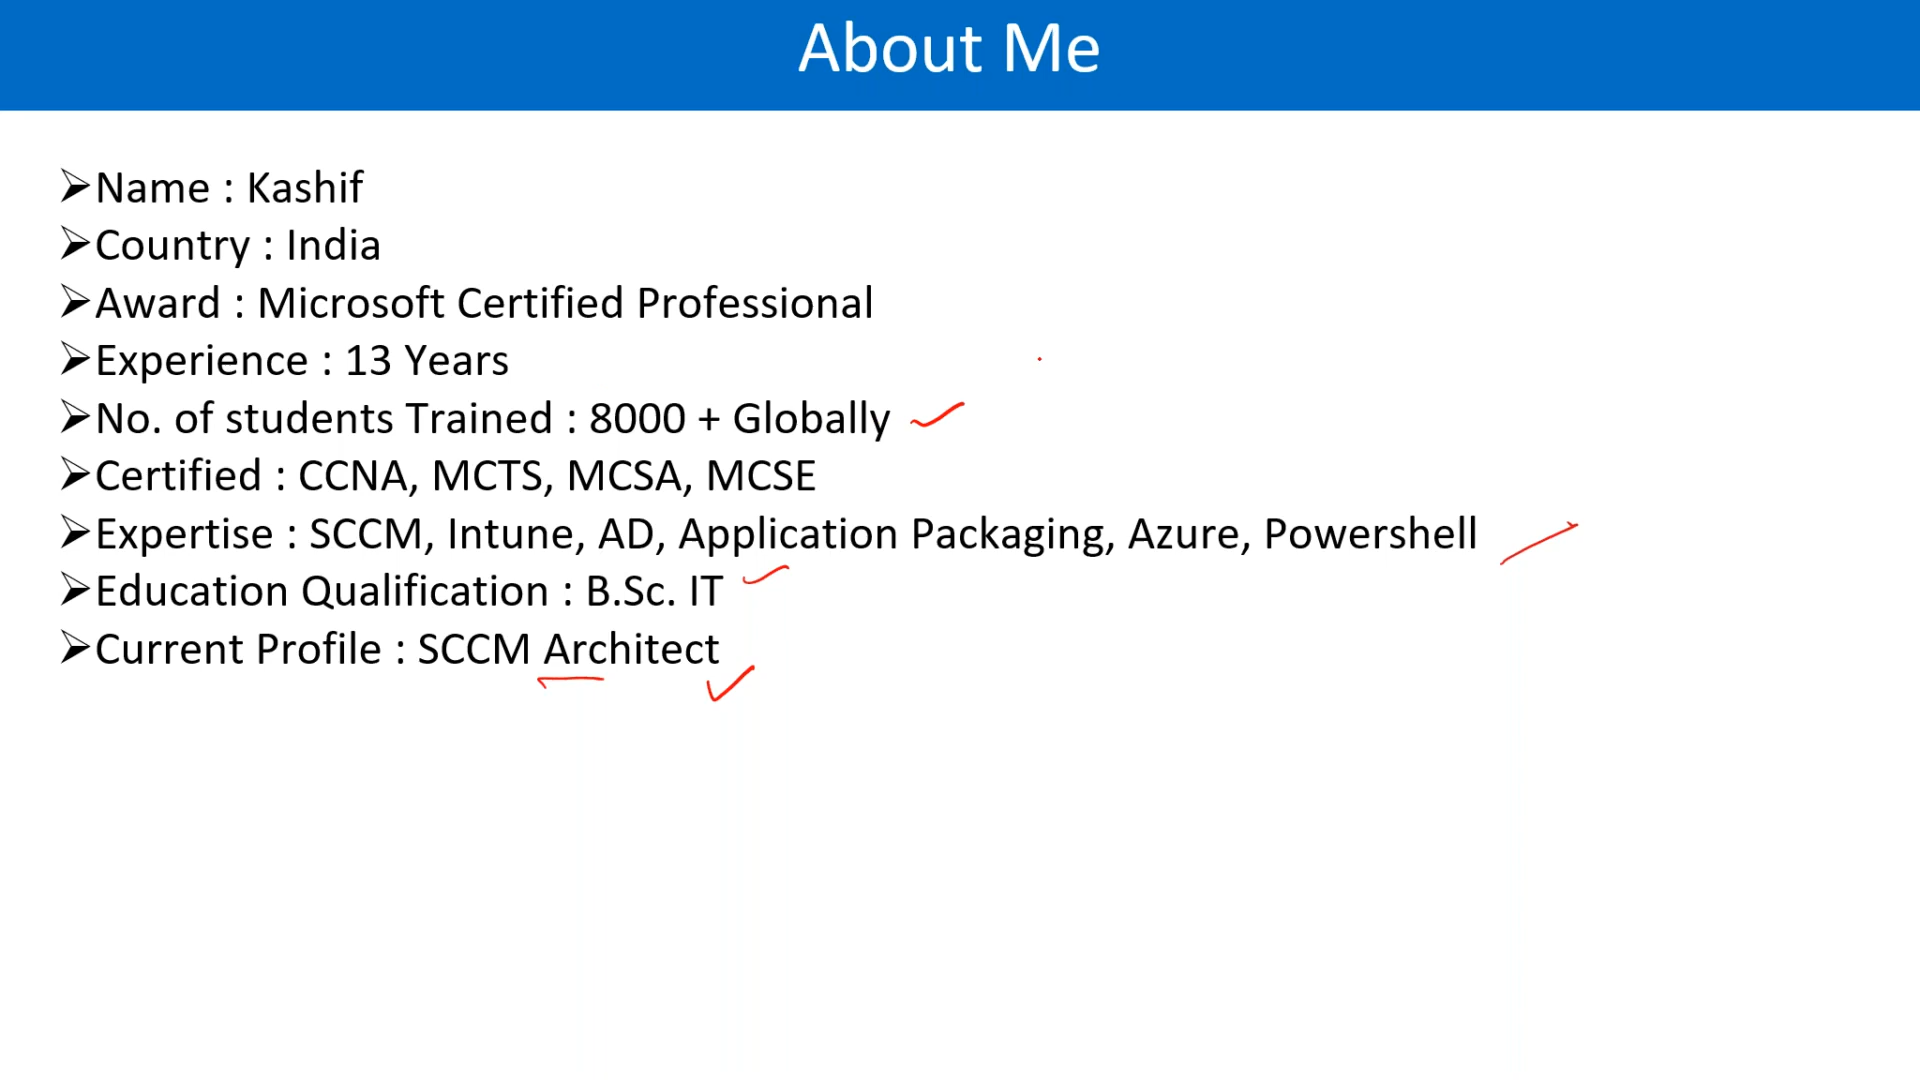 About Me
➢Name : Kashif
➢Country : India
➢Award : Microsoft Certified Professional
➢Experience : 13 Years
➢No. of students Trained : 8000 + Globally
➢Certified : CCNA, MCTS, MCSA, MCSE
➢Expertise : SCCM, Intune, AD, Application Packaging, Azure, Powershell
➢Education Qualification : B.Sc. IT
➢Current Profile : SCCM Architect